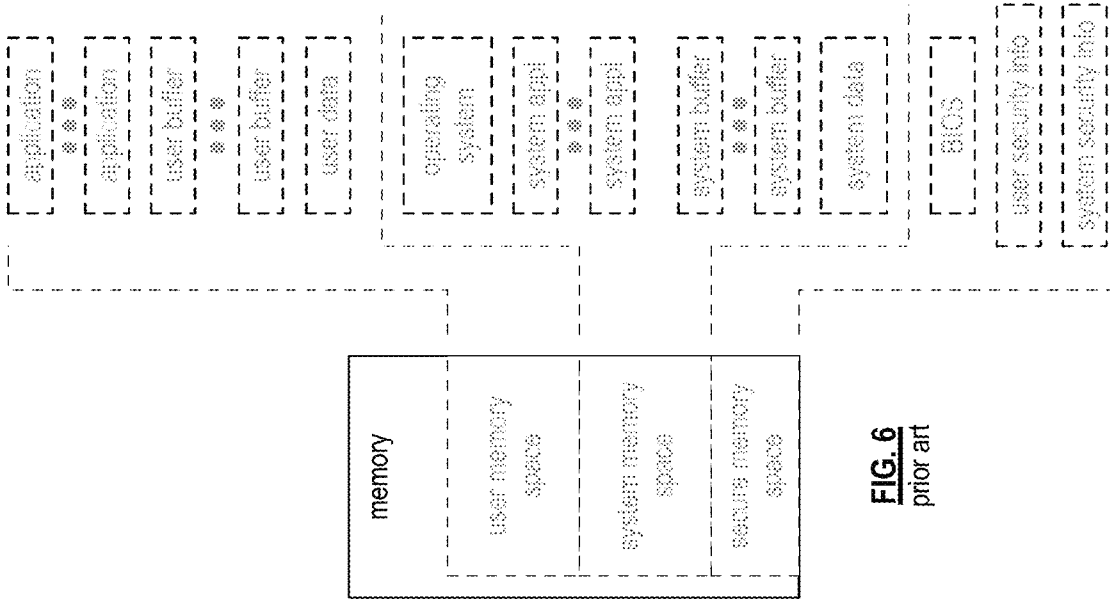 memory
user memory
space
system memory
space
secure memory
space
application
application
user buffer
user buffer
user data
operating
system
system appl
system appl
system buffer
system buffer
system data
BIOS
user security info
system security info
FIG. 6
prior art